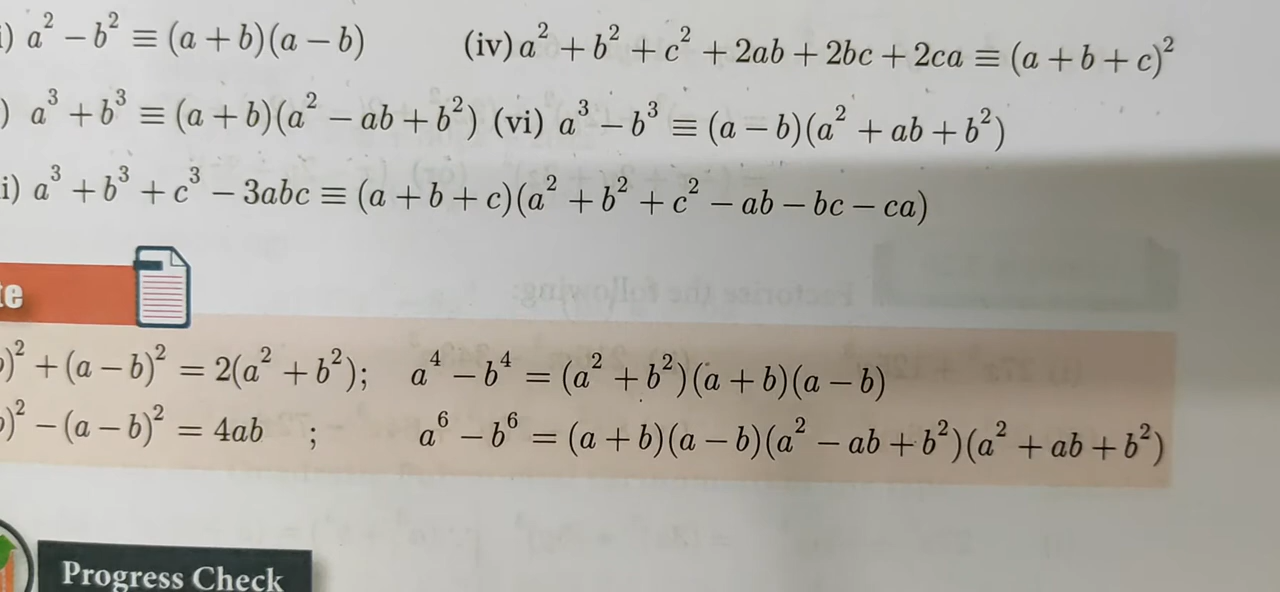 i) a² − b² ≡ (a + b)(a − b) (iv) a² + b² + c² + 2ab + 2bc + 2ca ≡ (a + b + c)²
) a³ + b³ ≡ (a + b)(a² − ab + b²) (vi) a³ − b³ ≡ (a − b)(a² + ab + b²)
i) a³ + b³ + c³ − 3abc ≡ (a + b + c)(a² + b² + c² − ab − bc − ca)
te
b)² + (a − b)² = 2(a² + b²); a⁴ − b⁴ = (a² + b²)(a + b)(a − b)
b)² − (a − b)² = 4ab ; a⁶ − b⁶ = (a + b)(a − b)(a² − ab + b²)(a² + ab + b²)
Progress Check